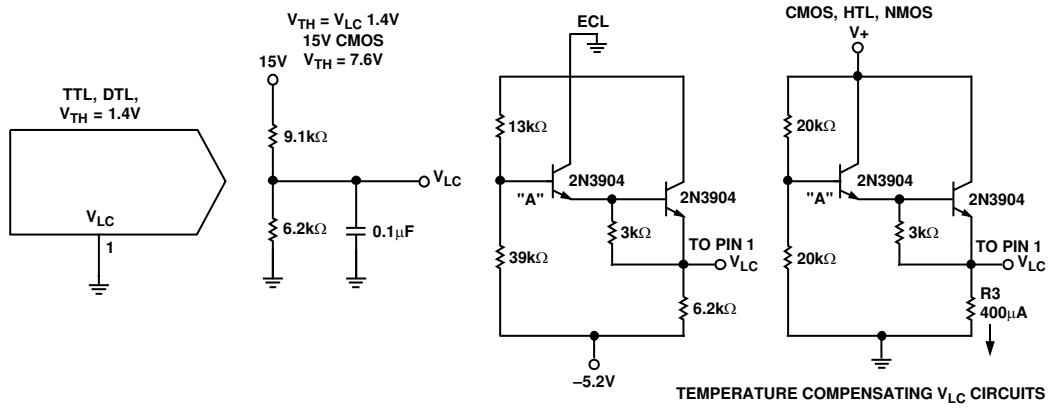 TTL, DTL,
V_TH = 1.4V
V_LC
1
V_TH = V_LC 1.4V
15V CMOS
V_TH = 7.6V
15V
9.1kΩ
6.2kΩ
0.1μF
V_LC
ECL
13kΩ
"A"
2N3904
2N3904
39kΩ
3kΩ
TO PIN 1
V_LC
6.2kΩ
–5.2V
CMOS, HTL, NMOS
V+
20kΩ
"A"
2N3904
2N3904
20kΩ
3kΩ
TO PIN 1
V_LC
R3
400μA
TEMPERATURE COMPENSATING V_LC CIRCUITS